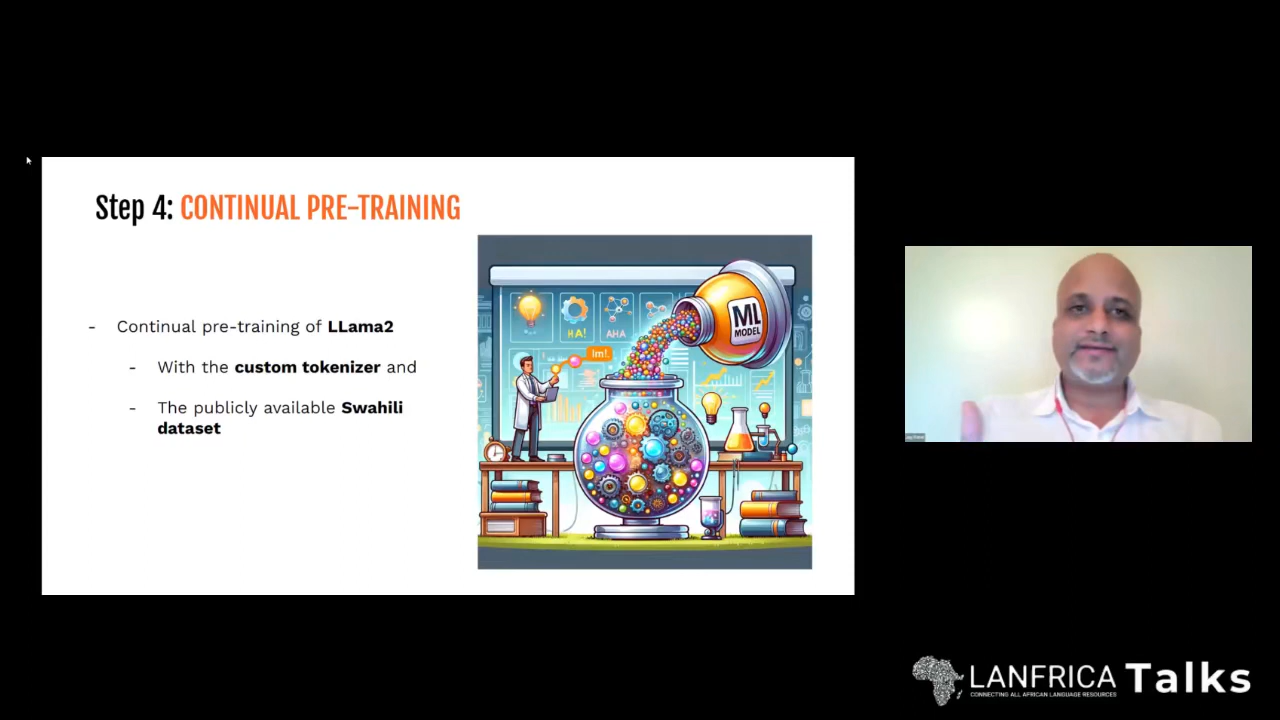 Step 4: CONTINUAL PRE-TRAINING
- Continual pre-training of LLama2
- With the custom tokenizer and
- The publicly available Swahili
dataset
HA!
AHA
Im!.
ML
MODEL
LANFRICA Talks
CONNECTING ALL AFRICAN LANGUAGE RESOURCES